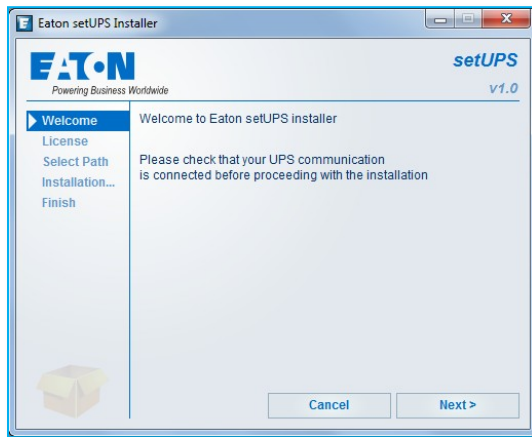 Eaton setUPS Installer
EATON
Powering Business Worldwide
setUPS
v1.0
Welcome
License
Select Path
Installation...
Finish
Welcome to Eaton setUPS installer
Please check that your UPS communication
is connected before proceeding with the installation
Cancel
Next >